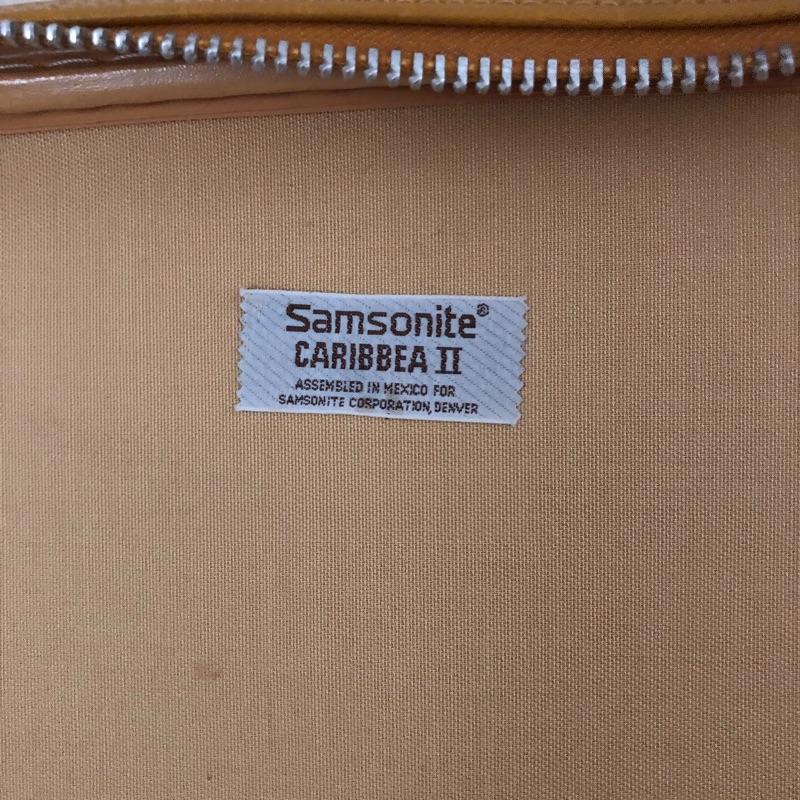 Samsonite®
CARIBBEA II
ASSEMBLED IN MEXICO FOR
SAMSONITE CORPORATION, DENVER